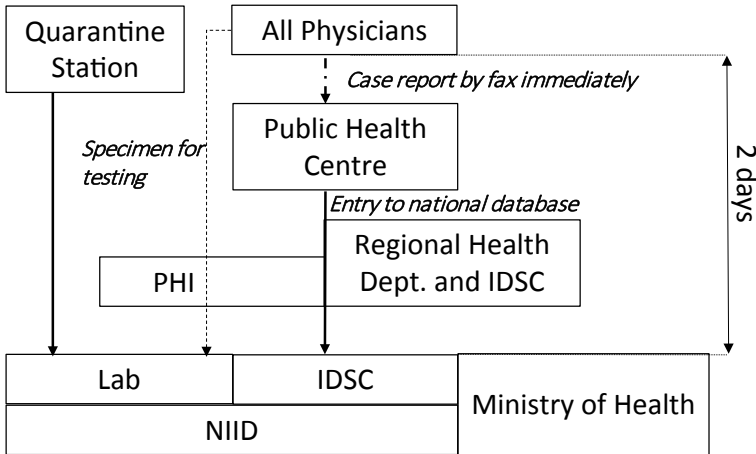 Quarantine
Station
All Physicians
Case report by fax immediately
Public Health
Centre
Specimen for
testing
2 days
Entry to national database
Regional Health
Dept. and IDSC
PHI
Lab
IDSC
Ministry of Health
NIID